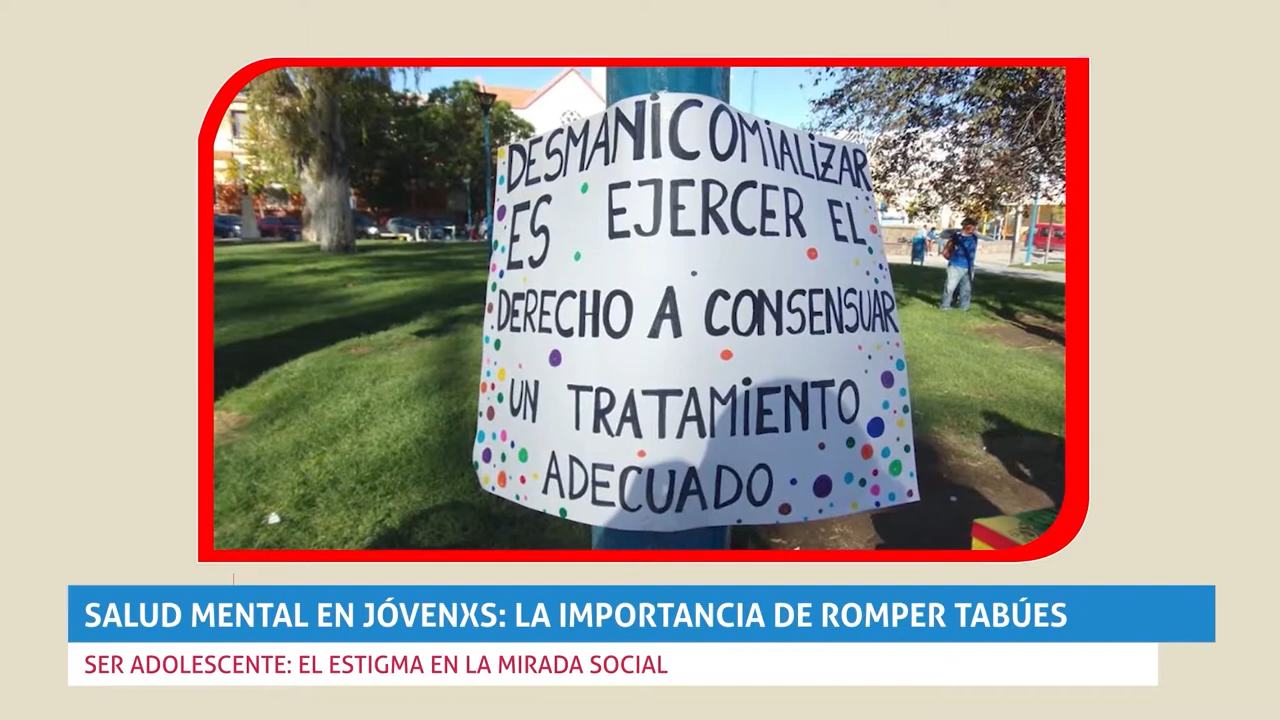 DESMANiCOMiALiZAR
ES EJERCER EL
DERECHO A CONSENSUAR
UN TRATAMiENTO
ADECUADO
SALUD MENTAL EN JÓVENXS: LA IMPORTANCIA DE ROMPER TABÚES
SER ADOLESCENTE: EL ESTIGMA EN LA MIRADA SOCIAL